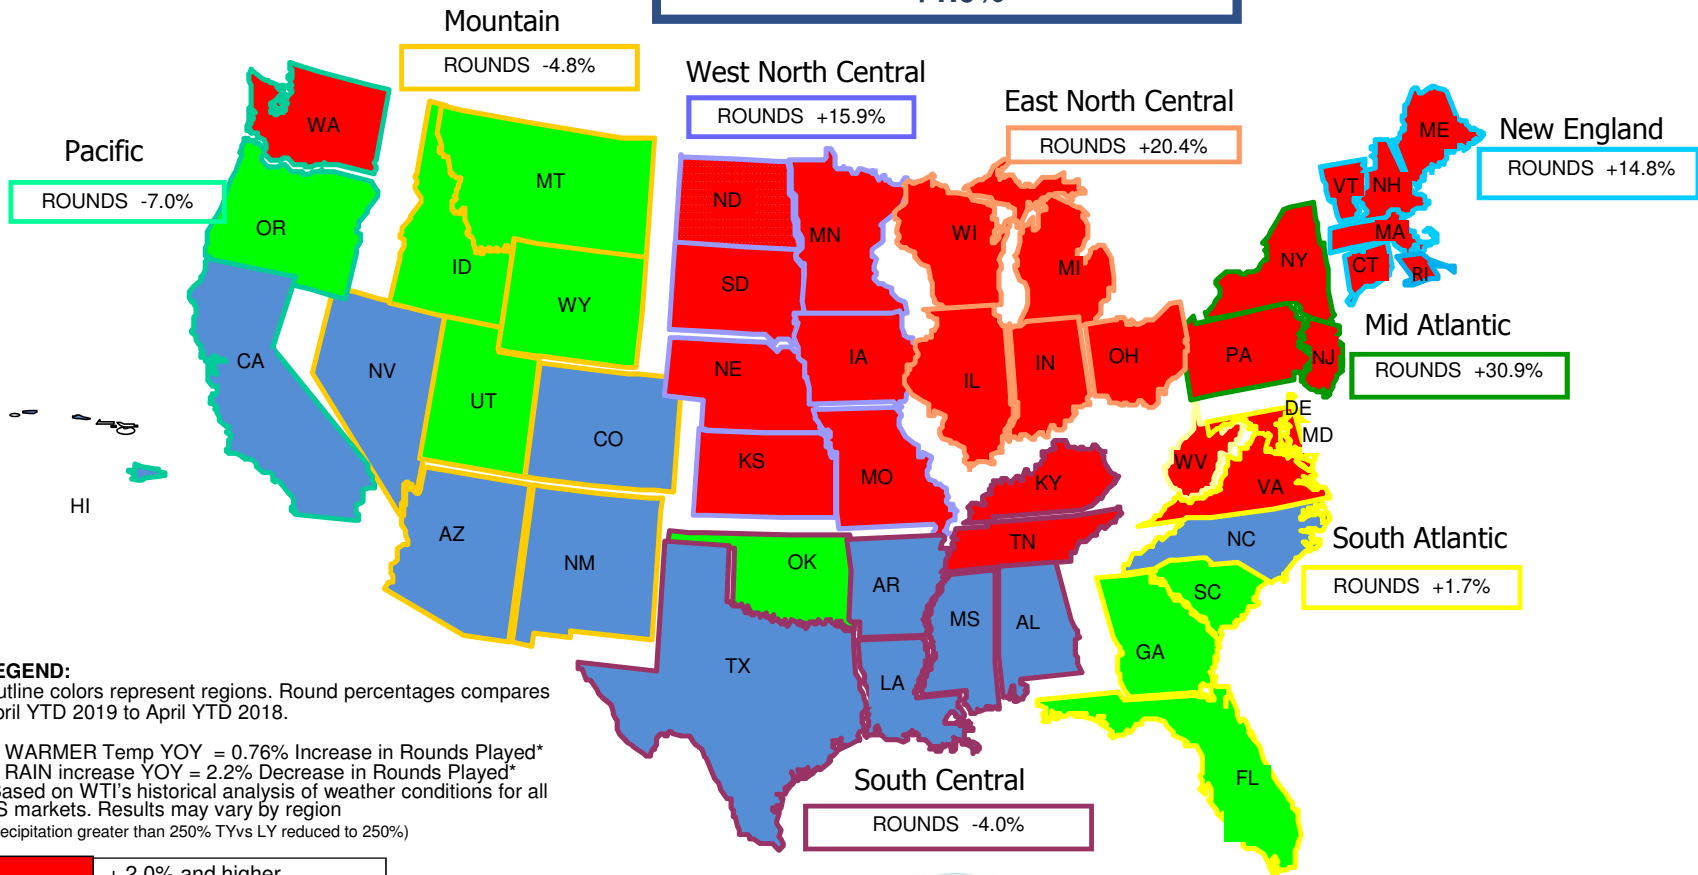 Mountain
ROUNDS -4.8%
West North Central
ROUNDS +15.9%
East North Central
ROUNDS +20.4%
New England
ROUNDS +14.8%
Pacific
ROUNDS -7.0%
Mid Atlantic
ROUNDS +30.9%
South Atlantic
ROUNDS +1.7%
South Central
ROUNDS -4.0%
WA
OR
CA
HI
MT
ID
WY
NV
UT
CO
AZ
NM
ND
SD
NE
KS
MN
IA
MO
WI
MI
IL
IN
OH
ME
VT
NH
MA
CT
RI
NY
PA
NJ
DE
MD
WV
VA
NC
SC
GA
FL
KY
TN
OK
AR
TX
LA
MS
AL
EGEND:
utline colors represent regions. Round percentages compares
pril YTD 2019 to April YTD 2018.
WARMER Temp YOY = 0.76% Increase in Rounds Played*
RAIN increase YOY = 2.2% Decrease in Rounds Played*
ased on WTI's historical analysis of weather conditions for all
S markets. Results may vary by region
ecipitation greater than 250% TYvs LY reduced to 250%)
+ 2.0% and higher